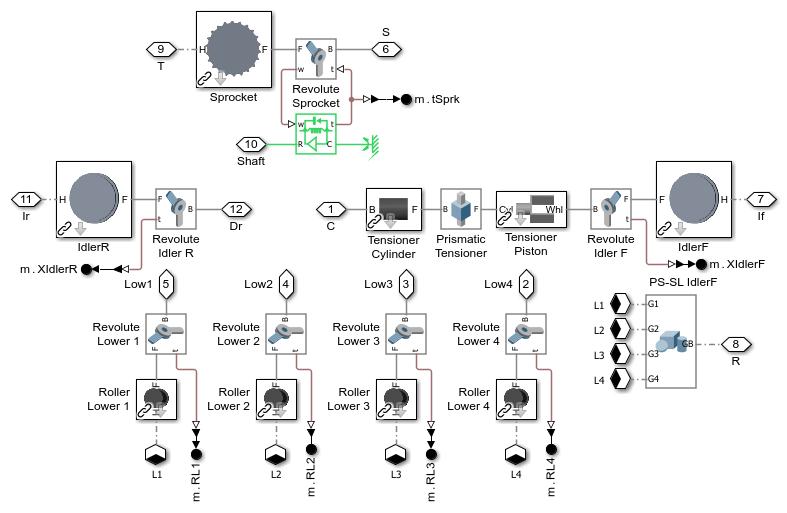 S
9
H
F
F
B
6
T
w
t
Sprocket
Revolute
Sprocket
m.tSprk
w
t
10
R
C
Shaft
11
H
F
F
B
12
1
B
F
B
F
Cyl
Whl
B
F
F
H
7
Ir
t
Dr
C
t
If
IdlerR
Revolute
Idler R
Tensioner
Cylinder
Prismatic
Tensioner
Tensioner
Piston
Revolute
Idler F
IdlerF
m.XIdlerR
m.XIdlerF
PS-SL IdlerF
Low1
5
Low2
4
Low3
3
Low4
2
L1
G1
L2
G2
L3
G3
GB
8
L4
G4
R
B
B
B
B
Revolute
Lower 1
Revolute
Lower 2
Revolute
Lower 3
Revolute
Lower 4
F
t
F
t
F
t
F
t
F
F
F
F
Roller
Lower 1
Roller
Lower 2
Roller
Lower 3
Roller
Lower 4
H
H
H
H
L1
L2
L3
L4
m.RL1
m.RL2
m.RL3
m.RL4